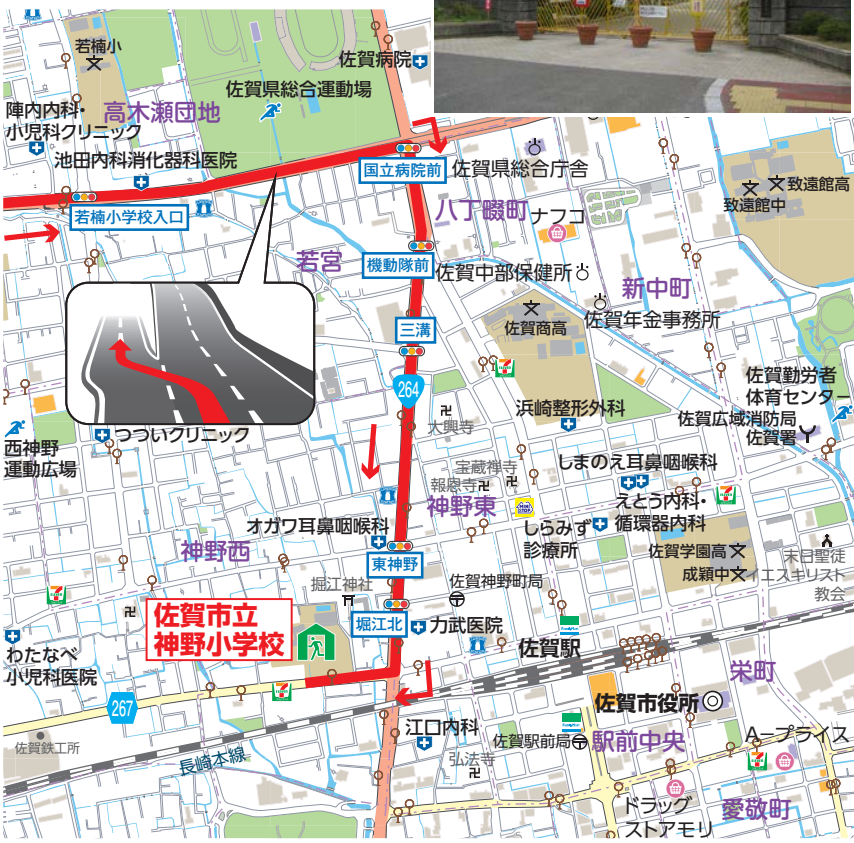 若楠小
佐賀病院
佐賀県総合運動場
陣内内科・
小児科クリニック
高木瀬団地
池田内科消化器科医院
国立病院前
佐賀県総合庁舎
致遠館高
致遠館中
若楠小学校入口
八丁畷町
ナフコ
若宮
機動隊前
佐賀中部保健所
新中町
佐賀年金事務所
佐賀商高
三溝
264
佐賀勤労者
体育センター
浜崎整形外科
佐賀広域消防局
佐賀署
大興寺
つついクリニック
西神野
運動広場
宝蔵禅寺
報恩寺
しまのえ耳鼻咽喉科
神野東
えとう内科・
循環器内科
オガワ耳鼻咽喉科
しらみず
診療所
神野西
東神野
佐賀学園高
成穎中
末日聖徒
イエスキリスト
教会
堀江神社
佐賀神野町局
佐賀市立
神野小学校
堀江北
力武医院
佐賀駅
わたなべ
小児科医院
栄町
佐賀市役所
267
江口内科
佐賀駅前局
駅前中央
A-プライス
佐賀鉄工所
長崎本線
弘法寺
ドラッグ
ストアモリ
愛敬町